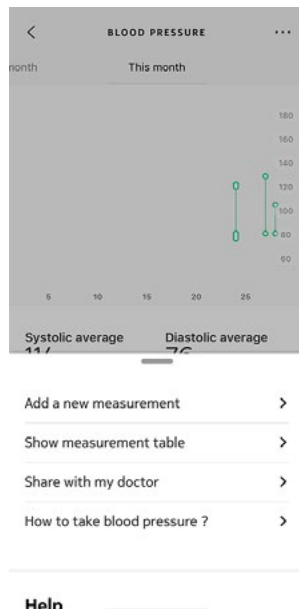 BLOOD PRESSURE
month This month
180
160
140
120
100
80
60
5 10 15 20 25
Systolic average Diastolic average
Add a new measurement
Show measurement table
Share with my doctor
How to take blood pressure ?
Help